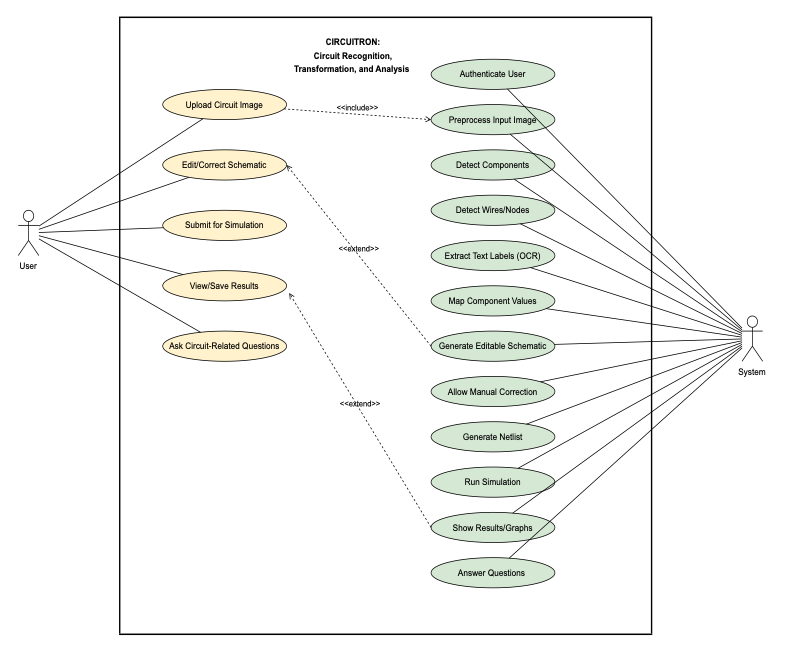 CIRCUITRON:
Circuit Recognition,
Transformation, and Analysis
Upload Circuit Image
Edit/Correct Schematic
Submit for Simulation
View/Save Results
Ask Circuit-Related Questions
User
<<include>>
<<extend>>
<<extend>>
Authenticate User
Preprocess Input Image
Detect Components
Detect Wires/Nodes
Extract Text Labels (OCR)
Map Component Values
Generate Editable Schematic
Allow Manual Correction
Generate Netlist
Run Simulation
Show Results/Graphs
Answer Questions
System